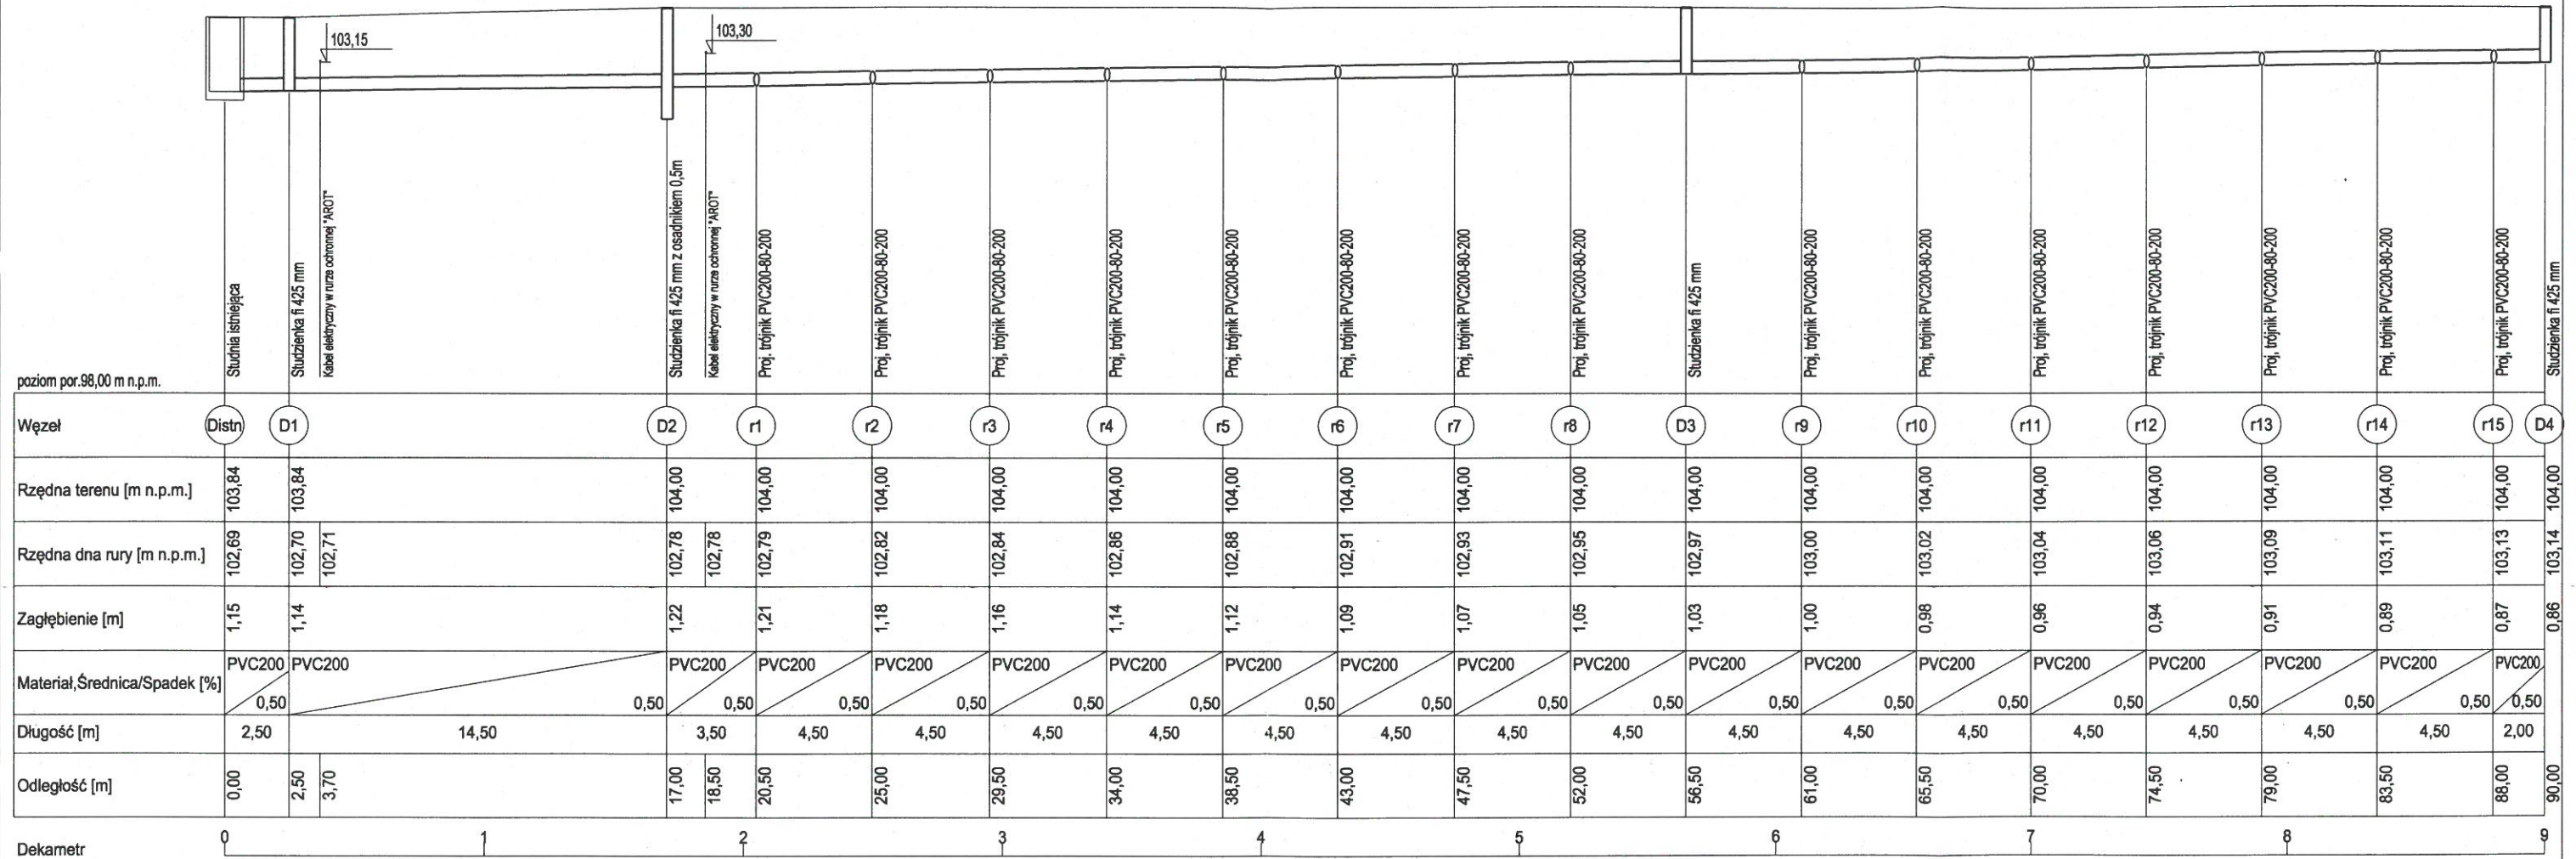 103,15
103,30
Studnia istniejąca
Studzienka fi 425 mm
Kabel elektryczny w rurze ochronnej "AROT"
Studzienka fi 425 mm z osadnikiem 0,5m
Kabel elektryczny w rurze ochronnej "AROT"
Proj, trójnik PVC200-80-200
Proj, trójnik PVC200-80-200
Proj, trójnik PVC200-80-200
Proj, trójnik PVC200-80-200
Proj, trójnik PVC200-80-200
Proj, trójnik PVC200-80-200
Proj, trójnik PVC200-80-200
Proj, trójnik PVC200-80-200
Studzienka fi 425 mm
Proj, trójnik PVC200-80-200
Proj, trójnik PVC200-80-200
Proj, trójnik PVC200-80-200
Proj, trójnik PVC200-80-200
Proj, trójnik PVC200-80-200
Proj, trójnik PVC200-80-200
Proj, trójnik PVC200-80-200
Studzienka fi 425 mm
poziom por.98,00 m n.p.m.
Węzeł Distn D1 D2 r1 r2 r3 r4 r5 r6 r7 r8 D3 r9 r10 r11 r12 r13 r14 r15 D4
Rzędna terenu [m n.p.m.] 103,84 103,84 104,00 104,00 104,00 104,00 104,00 104,00 104,00 104,00 104,00 104,00 104,00 104,00 104,00 104,00 104,00 104,00 104,00 104,00
Rzędna dna rury [m n.p.m.] 102,69 102,70 102,71 102,78 102,78 102,79 102,82 102,84 102,86 102,88 102,91 102,93 102,95 102,97 103,00 103,02 103,04 103,06 103,09 103,11 103,13 103,14
Zagłębienie [m] 1,15 1,14 1,22 1,21 1,18 1,16 1,14 1,12 1,09 1,07 1,05 1,03 1,00 0,98 0,96 0,94 0,91 0,89 0,87 0,86
PVC200 PVC200 PVC200 PVC200 PVC200 PVC200 PVC200 PVC200 PVC200 PVC200 PVC200 PVC200 PVC200 PVC200 PVC200 PVC200 PVC200 PVC200 PVC200
Materiał,Średnica/Spadek [%]
0,50 0,50 0,50 0,50 0,50 0,50 0,50 0,50 0,50 0,50 0,50 0,50 0,50 0,50 0,50 0,50 0,50 0,50 0,50
Długość [m] 2,50 14,50 3,50 4,50 4,50 4,50 4,50 4,50 4,50 4,50 4,50 4,50 4,50 4,50 4,50 4,50 4,50 4,50 2,00
Odległość [m] 0,00 2,50 3,70 17,00 18,50 20,50 25,00 29,50 34,00 38,50 43,00 47,50 52,00 56,50 61,00 65,50 70,00 74,50 79,00 83,50 88,00 90,00
Dekametr 0 1 2 3 4 5 6 7 8 9